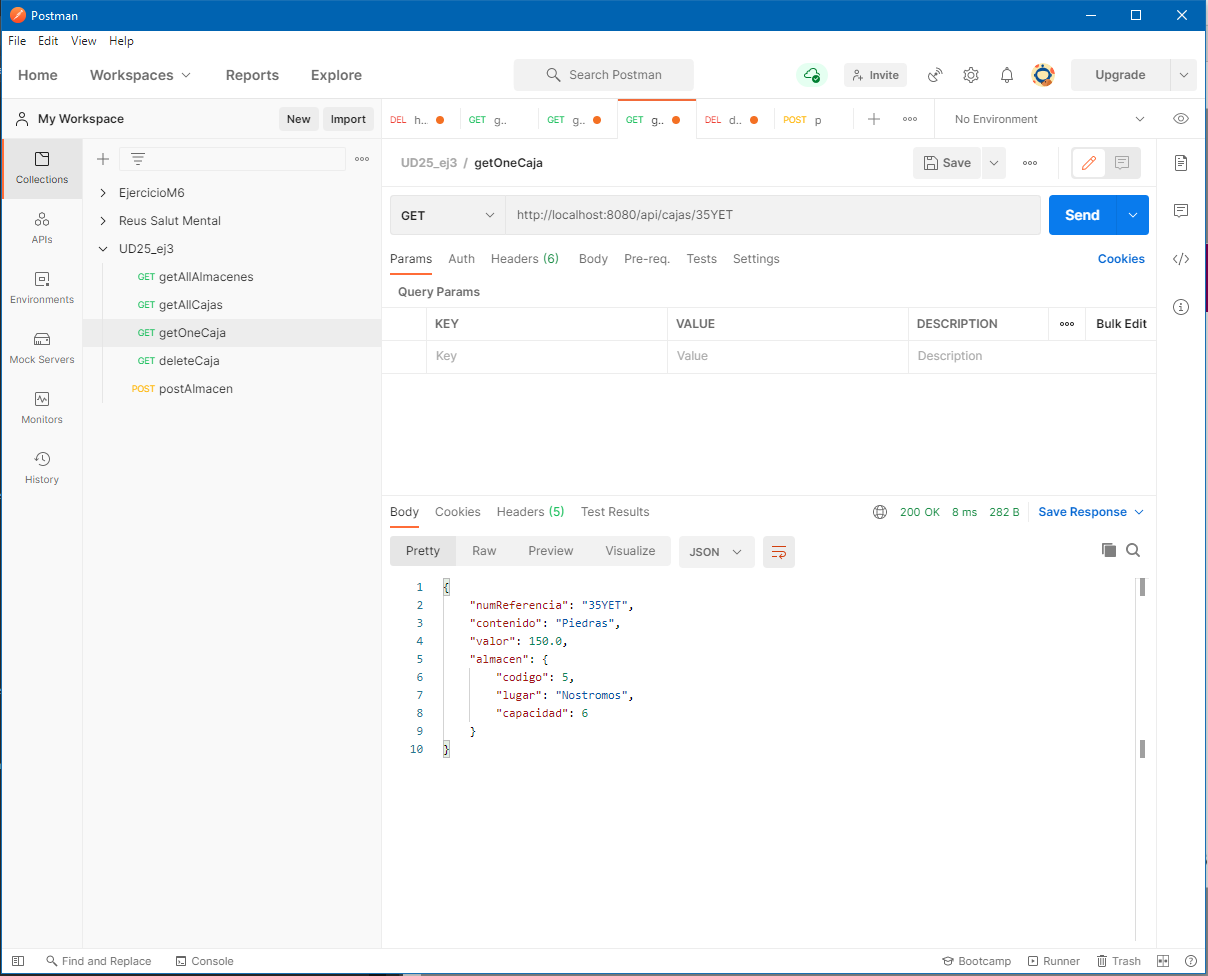 Postman
File Edit View Help
Home Workspaces Reports Explore Search Postman Invite Upgrade
My Workspace New Import
DEL h... GET g.. GET g.. GET g.. DEL d.. POST p No Environment
Collections
APIs
Environments
Mock Servers
Monitors
History
EjercicioM6
Reus Salut Mental
UD25_ej3
GET getAllAlmacenes
GET getAllCajas
GET getOneCaja
GET deleteCaja
POST postAlmacen
UD25_ej3 / getOneCaja Save
GET http://localhost:8080/api/cajas/35YET Send
Params Auth Headers (6) Body Pre-req. Tests Settings Cookies
Query Params
KEY VALUE DESCRIPTION Bulk Edit
Key Value Description
Body Cookies Headers (5) Test Results 200 OK 8 ms 282 B Save Response
Pretty Raw Preview Visualize JSON
1 {
2 "numReferencia": "35YET",
3 "contenido": "Piedras",
4 "valor": 150.0,
5 "almacen": {
6 "codigo": 5,
7 "lugar": "Nostromos",
8 "capacidad": 6
9 }
10 }
Find and Replace Console Bootcamp Runner Trash